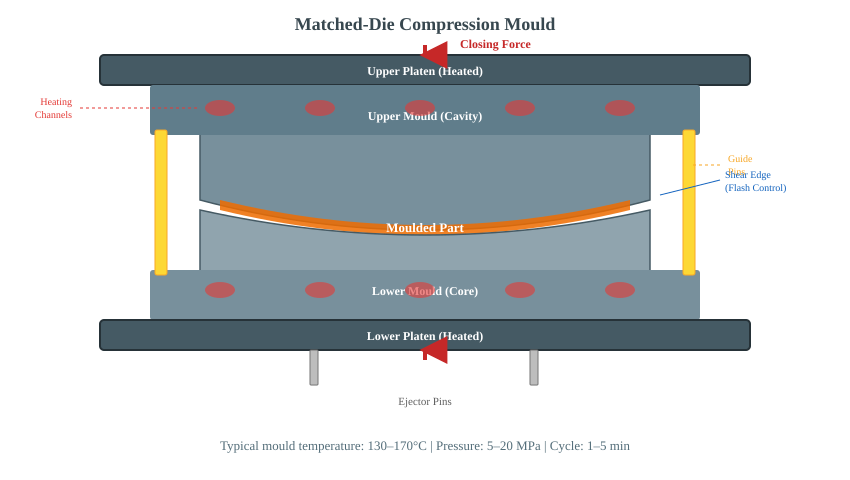 Matched-Die Compression Mould
Closing Force
Upper Platen (Heated)
Heating
Channels
Upper Mould (Cavity)
Guide
Pins
Shear Edge
(Flash Control)
Moulded Part
Lower Mould (Core)
Lower Platen (Heated)
Ejector Pins
Typical mould temperature: 130–170°C | Pressure: 5–20 MPa | Cycle: 1–5 min